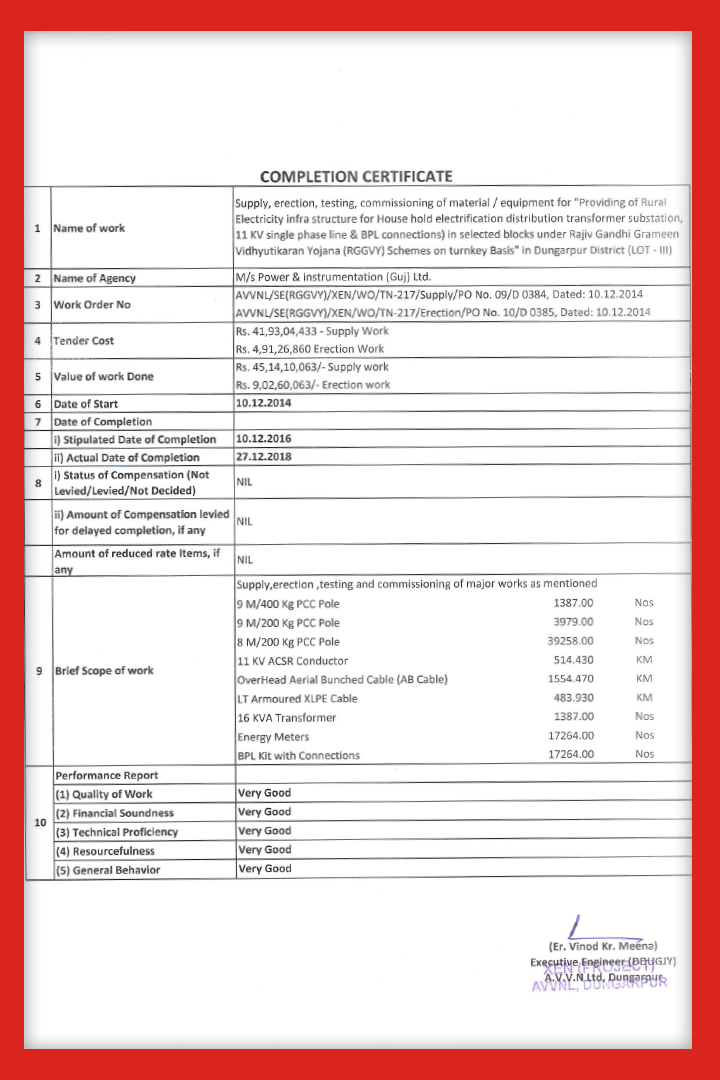 COMPLETION CERTIFICATE
1 Name of work Supply, erection, testing, commissioning of material / equipment for "Providing of Rural
Electricity infra structure for House hold electrification distribution transformer substation,
11 KV single phase line & BPL connections) in selected blocks under Rajiv Gandhi Grameen
Vidhyutikaran Yojana (RGGVY) Schemes on turnkey Basis" in Dungarpur District (LOT - III)
2 Name of Agency M/s Power & instrumentation (Guj) Ltd.
3 Work Order No AVVNL/SE(RGGVY)/XEN/WO/TN-217/Supply/PO No. 09/D 0384, Dated: 10.12.2014
AVVNL/SE(RGGVY)/XEN/WO/TN-217/Erection/PO No. 10/D 0385, Dated: 10.12.2014
4 Tender Cost Rs. 41,93,04,433 - Supply Work
Rs. 4,91,26,860 Erection Work
5 Value of work Done Rs. 45,14,10,063/- Supply work
Rs. 9,02,60,063/- Erection work
6 Date of Start 10.12.2014
7 Date of Completion
i) Stipulated Date of Completion 10.12.2016
ii) Actual Date of Completion 27.12.2018
8 i) Status of Compensation (Not
Levied/Levied/Not Decided) NIL
ii) Amount of Compensation levied
for delayed completion, if any NIL
Amount of reduced rate Items, if
any NIL
9 Brief Scope of work Supply,erection ,testing and commissioning of major works as mentioned
9 M/400 Kg PCC Pole 1387.00 Nos
9 M/200 Kg PCC Pole 3979.00 Nos
8 M/200 Kg PCC Pole 39258.00 Nos
11 KV ACSR Conductor 514.430 KM
OverHead Aerial Bunched Cable (AB Cable) 1554.470 KM
LT Armoured XLPE Cable 483.930 KM
16 KVA Transformer 1387.00 Nos
Energy Meters 17264.00 Nos
BPL Kit with Connections 17264.00 Nos
10 Performance Report
(1) Quality of Work Very Good
(2) Financial Soundness Very Good
(3) Technical Proficiency Very Good
(4) Resourcefulness Very Good
(5) General Behavior Very Good
(Er. Vinod Kr. Meena)
Executive Engineer (DDUGJY)
XEN (PROJECT)
A.V.V.N.Ltd, Dungarpur
AVVNL, DUNGARPUR